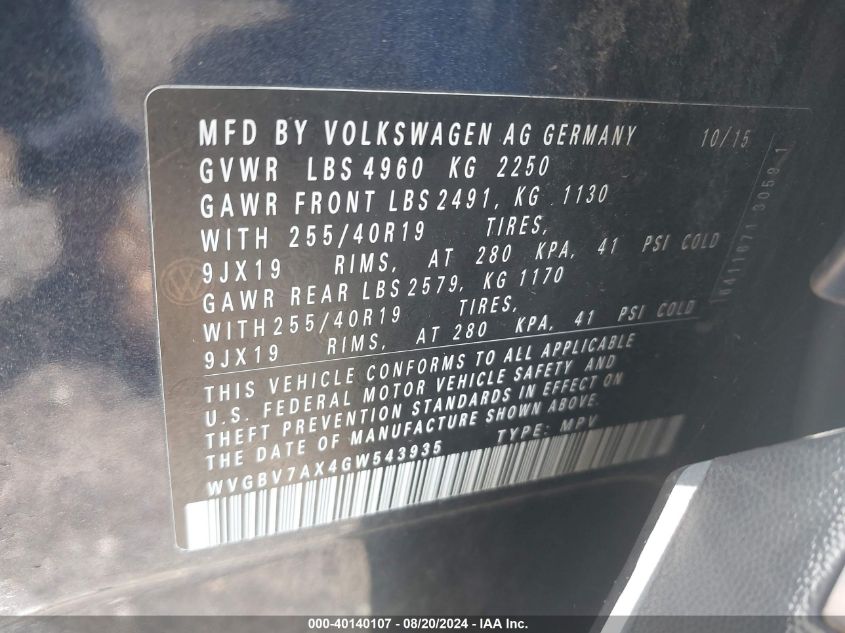 MFD BY VOLKSWAGEN AG GERMANY 10/15
GVWR LBS 4960 KG 2250
GAWR FRONT LBS 2491, KG 1130
WITH 255/40R19 TIRES,
9JX19 RIMS, AT 280 KPA, 41 PSI COLD
GAWR REAR LBS 2579, KG 1170
WITH 255/40R19 TIRES,
9JX19 RIMS, AT 280 KPA, 41 PSI COLD
THIS VEHICLE CONFORMS TO ALL APPLICABLE
U.S. FEDERAL MOTOR VEHICLE SAFETY AND
THEFT PREVENTION STANDARDS IN EFFECT ON
THE DATE OF MANUFACTURE SHOWN ABOVE.
WVGBV7AX4GW543935 TYPE: MPV
000-40140107 - 08/20/2024 - IAA Inc.